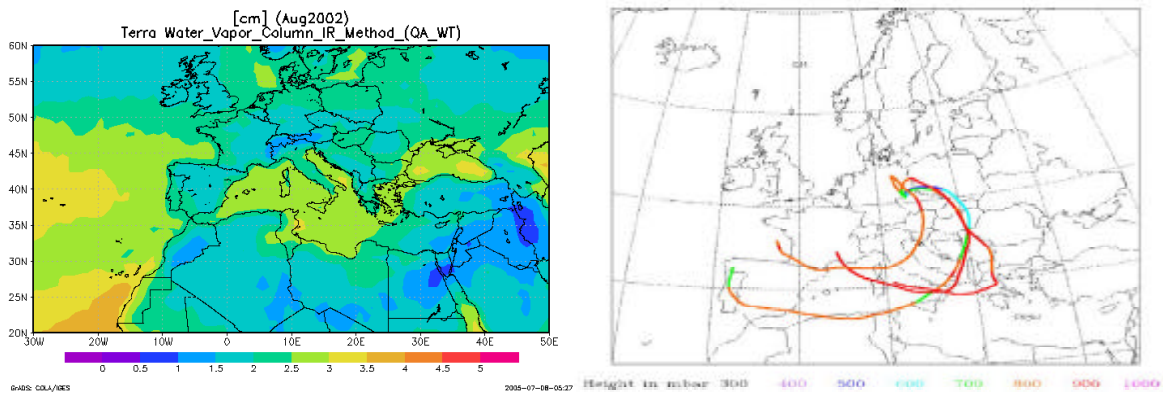 [cm] (Aug2002)
Terra Water_Vapor_Column_IR_Method_(QA_WT)
60N
55N
50N
45N
40N
35N
30N
25N
20N
30W 20W 10W 0 10E 20E 30E 40E 50E
0 0.5 1 1.5 2 2.5 3 3.5 4 4.5 5
GrADS: COLA/IGES
2005-07-08-05:27
Height in mbar 300 400 500 600 700 800 900 1000